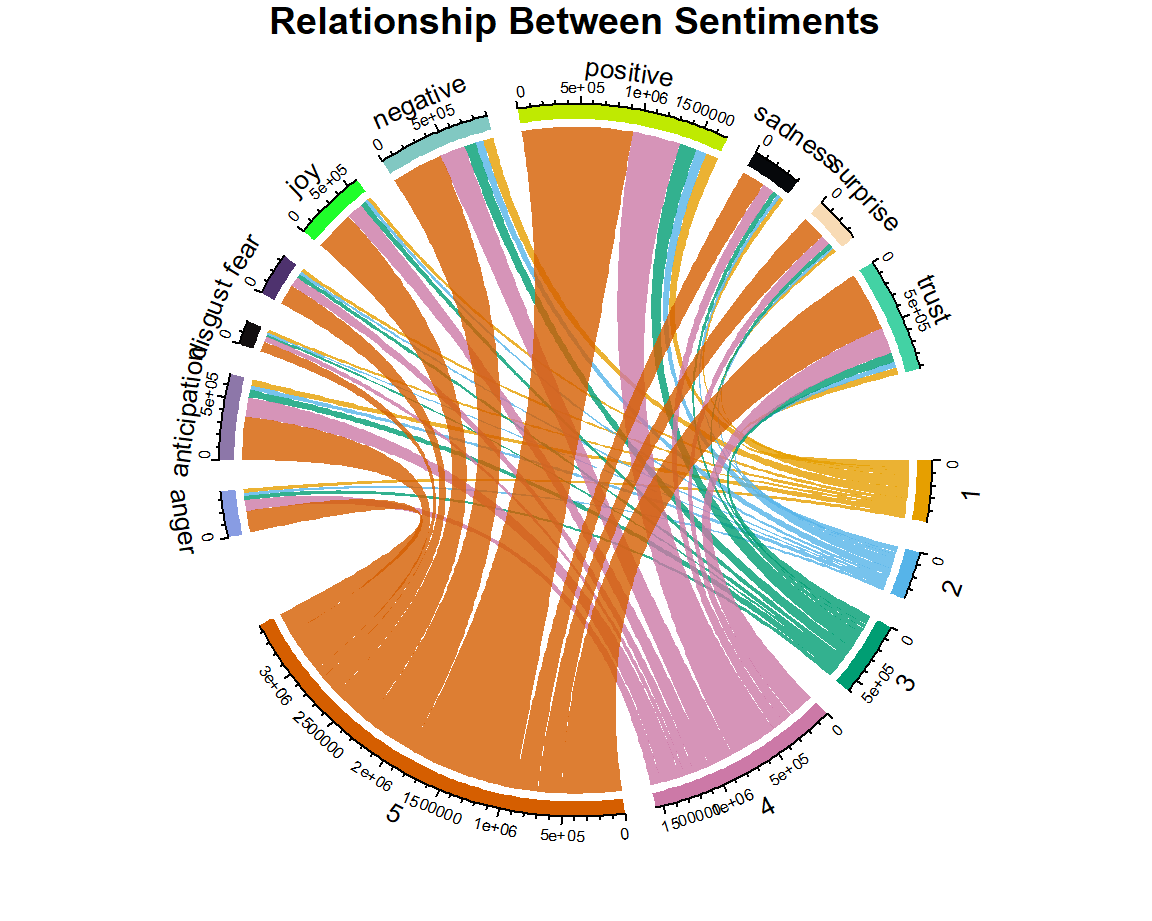 Relationship Between Sentiments
positive
0 5e+05 1e+06 1500000
negative
0 5e+05
joy
0 5e+05
fear
0
disgust
0
anticipation
0 5e+05
anger
0
sadness
0
surprise
0
trust
0 5e+05
1
0
2
0
3
0 5e+05
4
0 5e+05 1e+06 1500000
5
0 5e+05 1e+06 1500000 2e+06 2500000 3e+06